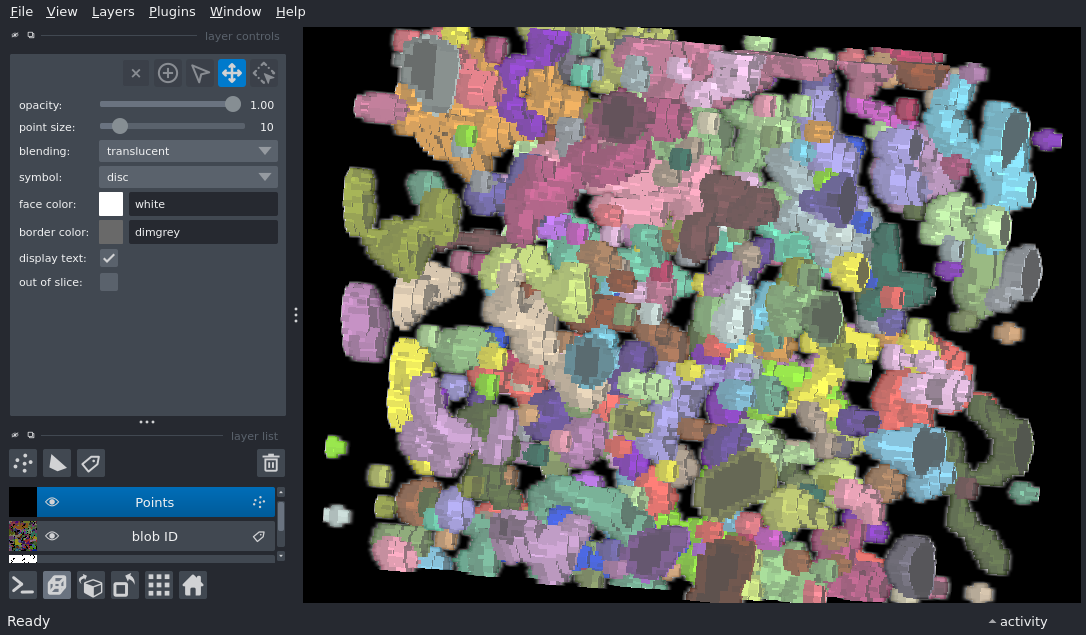 File View Layers Plugins Window Help
layer controls
opacity: 1.00
point size: 10
blending: translucent
symbol: disc
face color: white
border color: dimgrey
display text:
out of slice:
layer list
Points
blob ID
Ready
activity